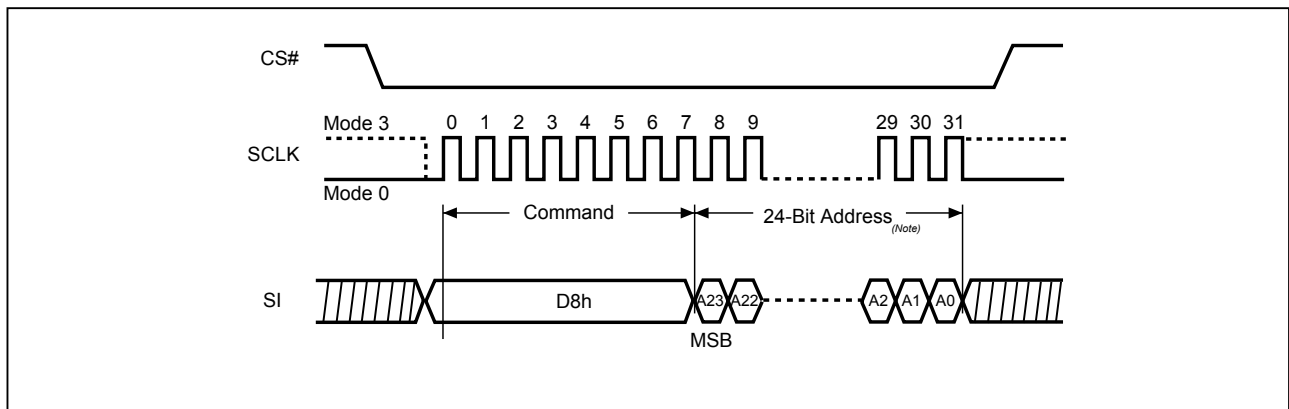 CS#
Mode 3
0 1 2 3 4 5 6 7 8 9 29 30 31
SCLK
Mode 0
Command
24-Bit Address (Note)
SI
D8h
A23 A22 A2 A1 A0
MSB